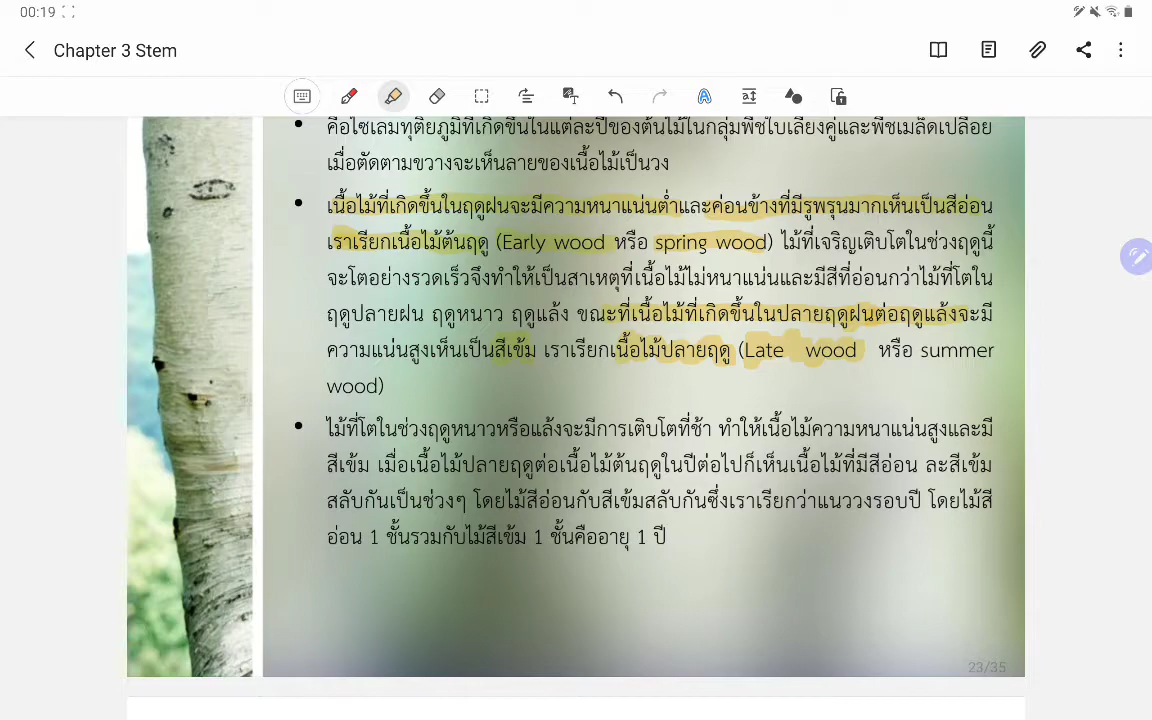 00:19
Chapter 3 Stem
คือไซเลมทุติยภูมิที่เกิดขึ้นในแต่ละปีของต้นไม้ในกลุ่มพืชใบเลี้ยงคู่และพืชเมล็ดเปลือย
เมื่อตัดตามขวางจะเห็นลายของเนื้อไม้เป็นวง
เนื้อไม้ที่เกิดขึ้นในฤดูฝนจะมีความหนาแน่นต่ำและค่อนข้างที่มีรูพรุนมากเห็นเป็นสีอ่อน
เราเรียกเนื้อไม้ต้นฤดู (Early wood หรือ spring wood) ไม้ที่เจริญเติบโตในช่วงฤดูนี้
จะโตอย่างรวดเร็วจึงทำให้เป็นสาเหตุที่เนื้อไม้ไม่หนาแน่นและมีสีที่อ่อนกว่าไม้ที่โตใน
ฤดูปลายฝน ฤดูหนาว ฤดูแล้ง ขณะที่เนื้อไม้ที่เกิดขึ้นในปลายฤดูฝนต่อฤดูแล้งจะมี
ความแน่นสูงเห็นเป็นสีเข้ม เราเรียกเนื้อไม้ปลายฤดู (Late wood หรือ summer
wood)
ไม้ที่โตในช่วงฤดูหนาวหรือแล้งจะมีการเติบโตที่ช้า ทำให้เนื้อไม้ความหนาแน่นสูงและมี
สีเข้ม เมื่อเนื้อไม้ปลายฤดูต่อเนื้อไม้ต้นฤดูในปีต่อไปก็เห็นเนื้อไม้ที่มีสีอ่อน ละสีเข้ม
สลับกันเป็นช่วงๆ โดยไม้สีอ่อนกับสีเข้มสลับกันซึ่งเราเรียกว่าแนววงรอบปี โดยไม้สี
อ่อน 1 ชั้นรวมกับไม้สีเข้ม 1 ชั้นคืออายุ 1 ปี
23/35